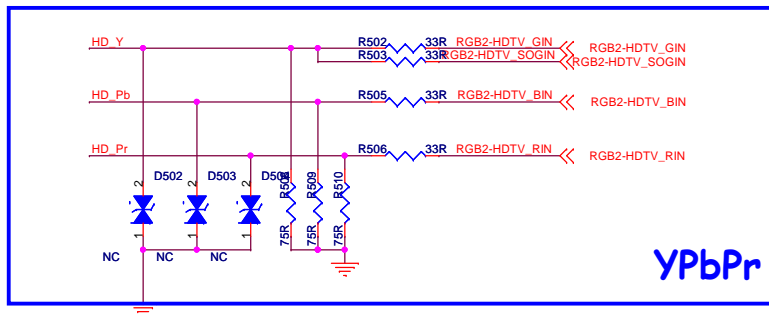 HD_Y R502 33R RGB2-HDTV_GIN RGB2-HDTV_GIN
R503 33R RGB2-HDTV_SOGIN RGB2-HDTV_SOGIN
HD_Pb R505 33R RGB2-HDTV_BIN RGB2-HDTV_BIN
HD_Pr R506 33R RGB2-HDTV_RIN RGB2-HDTV_RIN
D502 D503 D504
2 2 2 R509 R510
1 1 1 75R 75R 75R
NC NC NC
YPbPr